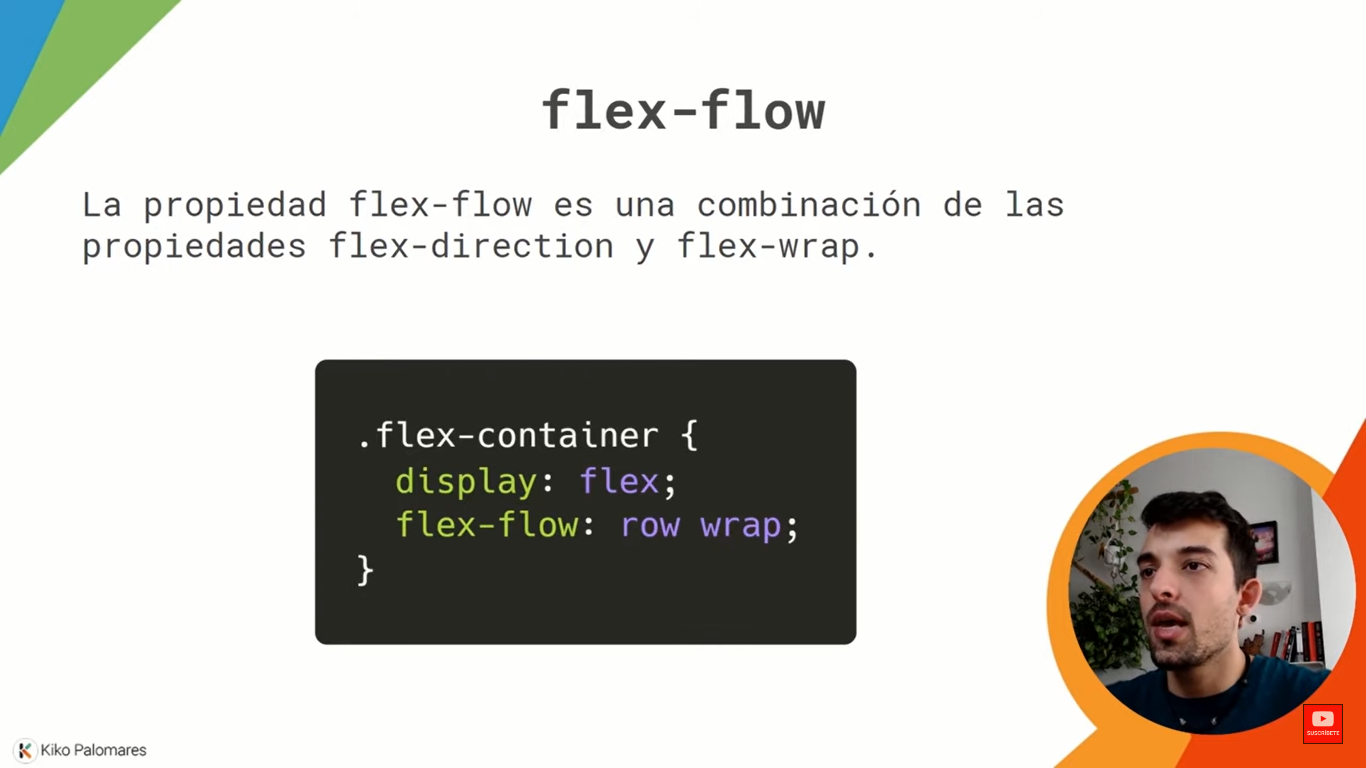 flex-flow
La propiedad flex-flow es una combinación de las
propiedades flex-direction y flex-wrap.
.flex-container {
display: flex;
flex-flow: row wrap;
}
Kiko Palomares
SUSCRÍBETE